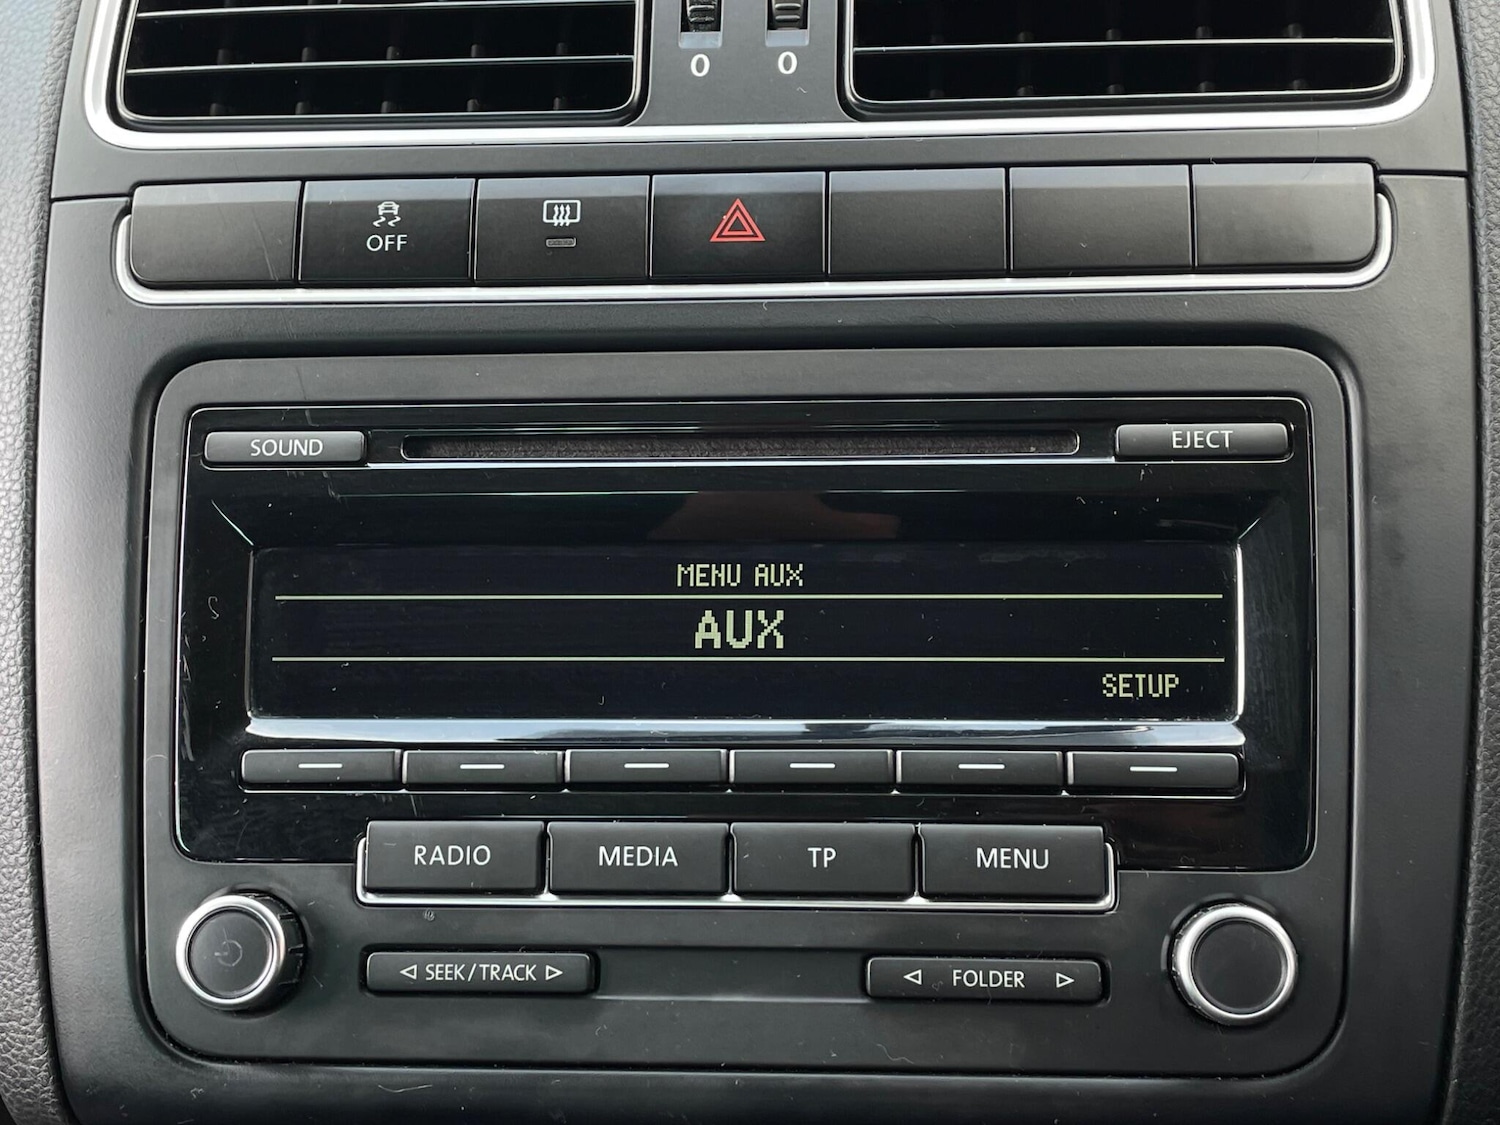 0 0
OFF
SOUND EJECT
MENU AUX
AUX
SETUP
RADIO MEDIA TP MENU
SEEK/TRACK FOLDER